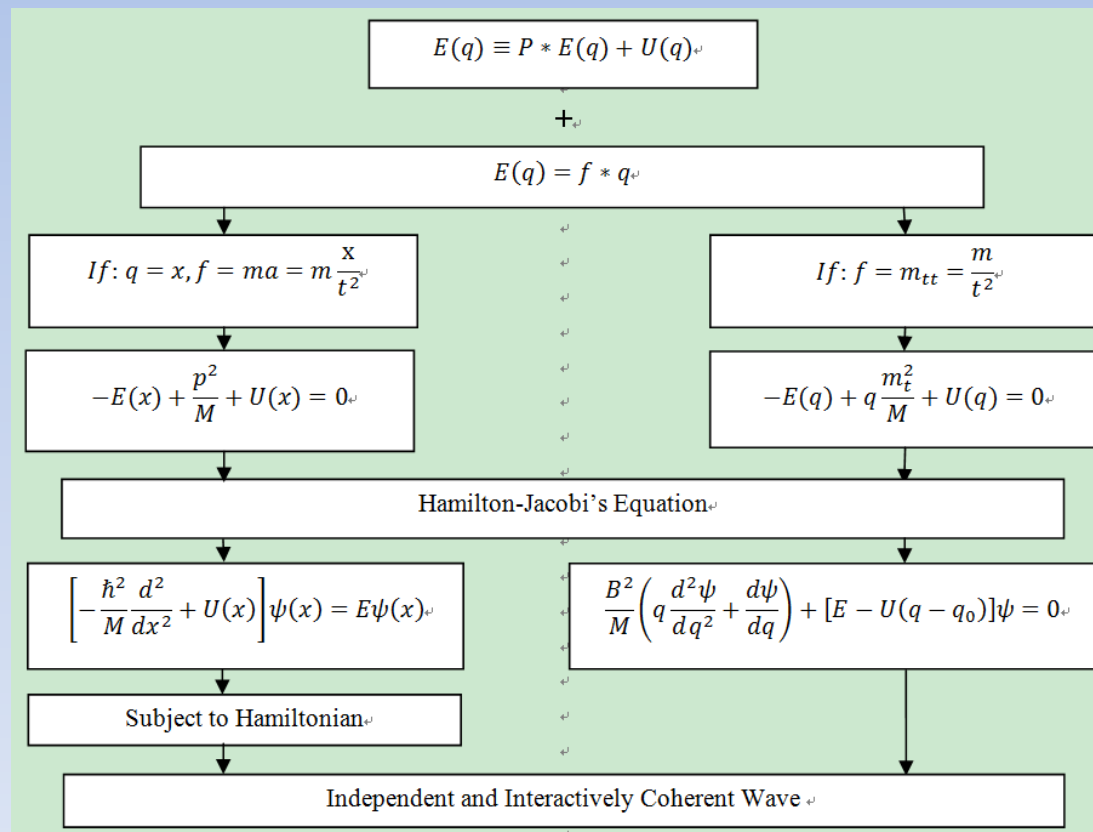 E(q) ≡ P ∗ E(q) + U(q)↵
+↵
E(q) = f ∗ q↵
If: q = x, f = ma = m x/t²↵
If: f = m_tt = m/t²↵
−E(x) + p²/M + U(x) = 0↵
−E(q) + q m_t²/M + U(q) = 0↵
Hamilton-Jacobi’s Equation↵
[−ħ²/M d²/dx² + U(x)]ψ(x) = Eψ(x)↵
B²/M (q d²ψ/dq² + dψ/dq) + [E − U(q − q₀)]ψ = 0↵
Subject to Hamiltonian↵
Independent and Interactively Coherent Wave ↵